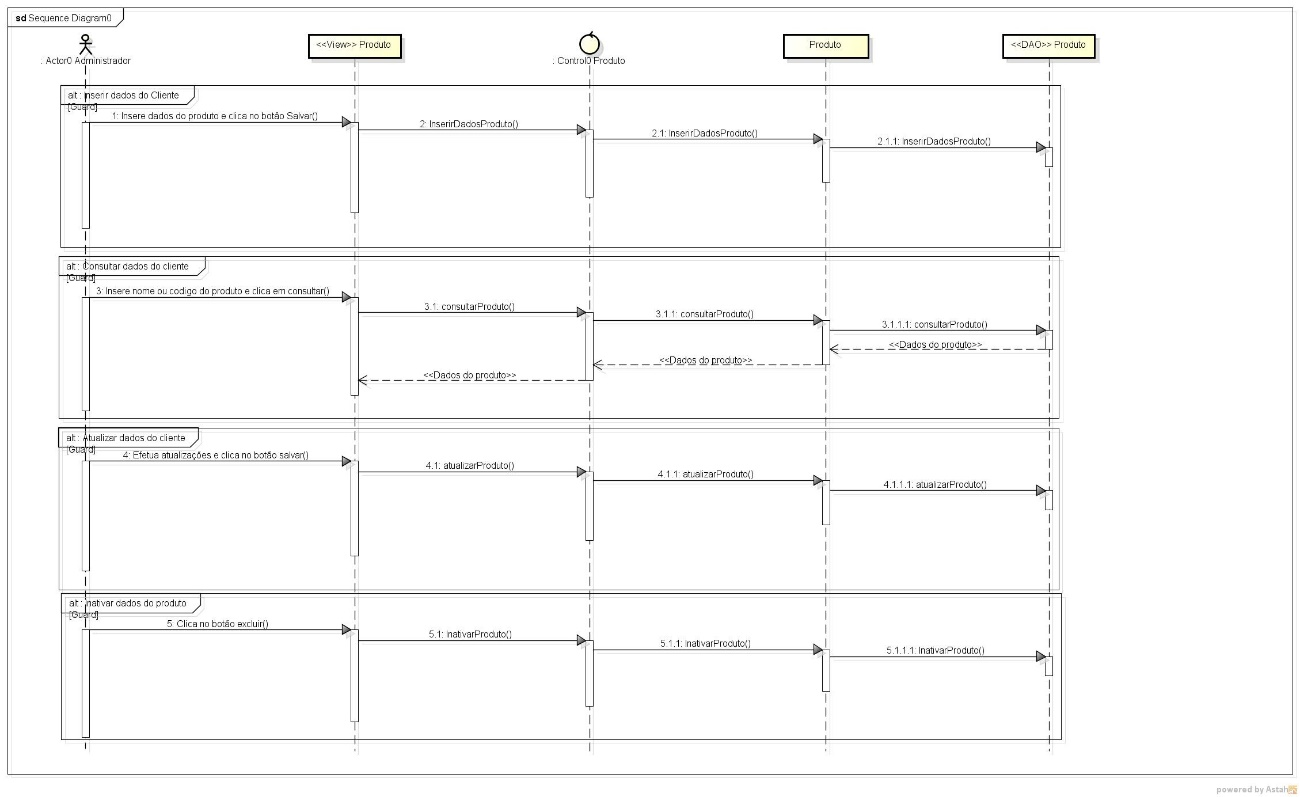 sd Sequence Diagram0
<<View>> Produto
Produto
<<DAO>> Produto
: Actor0 Administrador
: Control0 Produto
alt : Inserir dados do Cliente
[Guard]
1: Insere dados do produto e clica no botão Salvar()
2: InserirDadosProduto()
2.1: InserirDadosProduto()
2.1.1: InserirDadosProduto()
alt : Consultar dados do cliente
[Guard]
3: Insere nome ou codigo do produto e clica em consultar()
3.1: consultarProduto()
3.1.1: consultarProduto()
3.1.1.1: consultarProduto()
<<Dados do produto>>
<<Dados do produto>>
<<Dados do produto>>
alt : Atualizar dados do cliente
[Guard]
4: Efetua atualizações e clica no botão salvar()
4.1: atualizarProduto()
4.1.1: atualizarProduto()
4.1.1.1: atualizarProduto()
alt : Inativar dados do produto
[Guard]
5: Clica no botão excluir()
5.1: InativarProduto()
5.1.1: InativarProduto()
5.1.1.1: InativarProduto()
powered by Astah